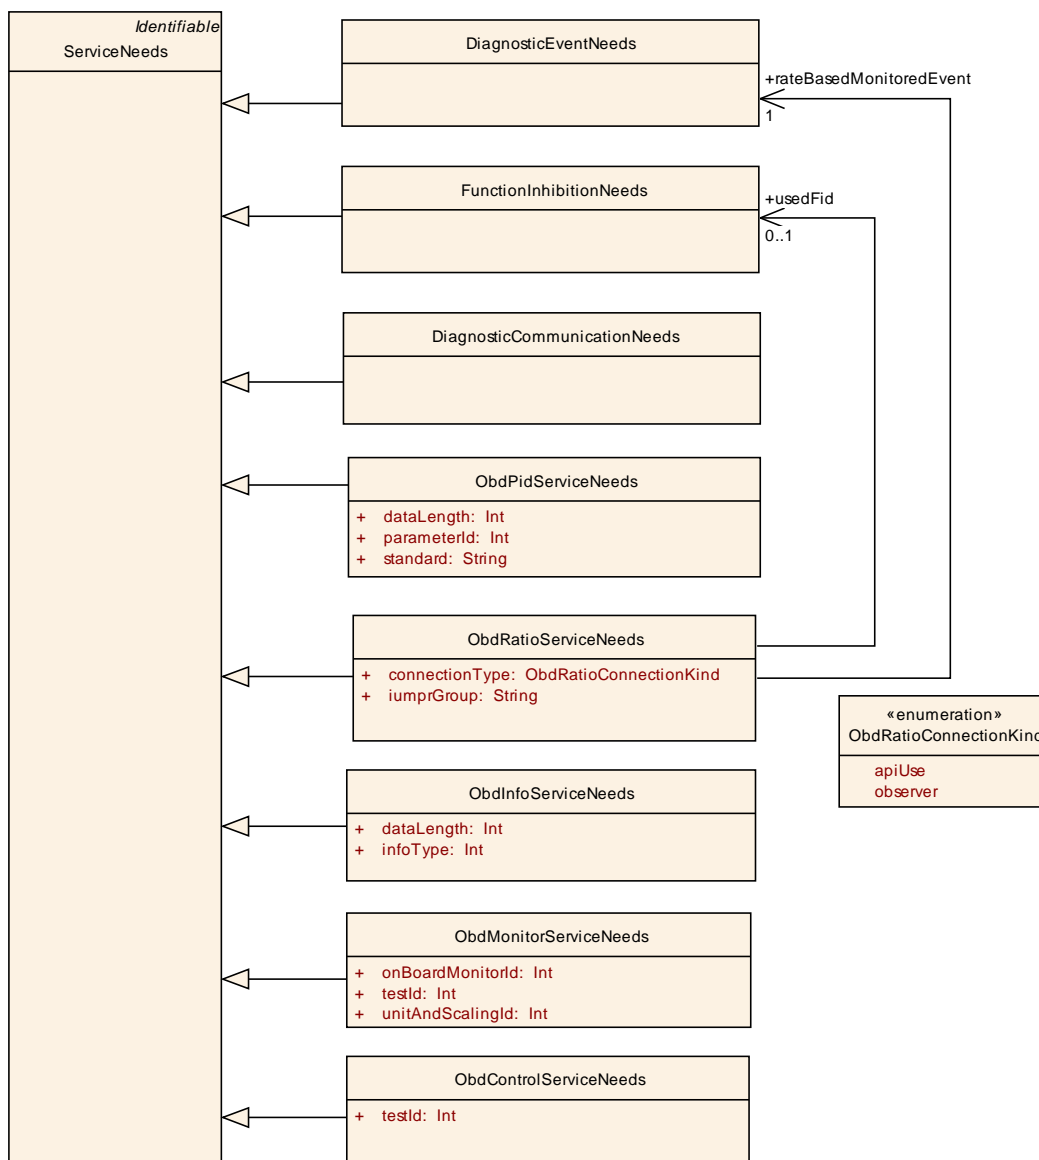 Identifiable
ServiceNeeds
DiagnosticEventNeeds
+rateBasedMonitoredEvent
1
FunctionInhibitionNeeds
+usedFid
0..1
DiagnosticCommunicationNeeds
ObdPidServiceNeeds
+ dataLength: Int
+ parameterId: Int
+ standard: String
ObdRatioServiceNeeds
+ connectionType: ObdRatioConnectionKind
+ iumprGroup: String
«enumeration»
ObdRatioConnectionKind
apiUse
observer
ObdInfoServiceNeeds
+ dataLength: Int
+ infoType: Int
ObdMonitorServiceNeeds
+ onBoardMonitorId: Int
+ testId: Int
+ unitAndScalingId: Int
ObdControlServiceNeeds
+ testId: Int